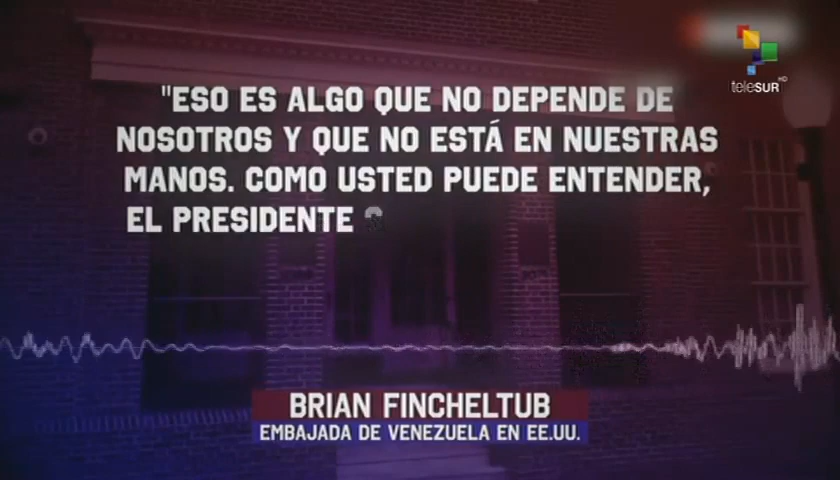 teleSUR HD
"ESO ES ALGO QUE NO DEPENDE DE
NOSOTROS Y QUE NO ESTÁ EN NUESTRAS
MANOS. COMO USTED PUEDE ENTENDER,
EL PRESIDENTE
BRIAN FINCHELTUB
EMBAJADA DE VENEZUELA EN EE.UU.